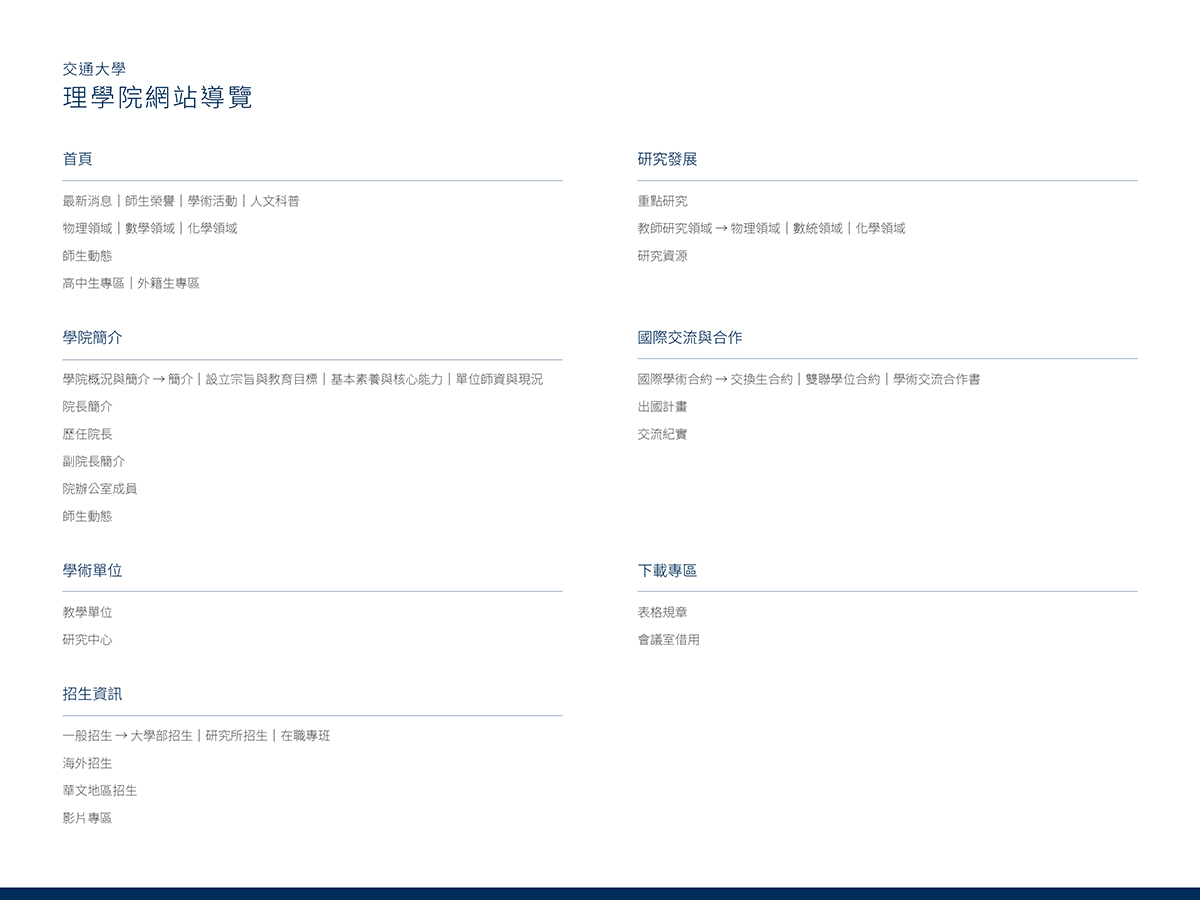 交通大學
理學院網站導覽
首頁
最新消息｜師生榮譽｜學術活動｜人文科普
物理領域｜數學領域｜化學領域
師生動態
高中生專區｜外籍生專區
學院簡介
學院概況與簡介→簡介｜設立宗旨與教育目標｜基本素養與核心能力｜單位師資與現況
院長簡介
歷任院長
副院長簡介
院辦公室成員
師生動態
學術單位
教學單位
研究中心
招生資訊
一般招生→大學部招生｜研究所招生｜在職專班
海外招生
華文地區招生
影片專區
研究發展
重點研究
教師研究領域→物理領域｜數統領域｜化學領域
研究資源
國際交流與合作
國際學術合約→交換生合約｜雙聯學位合約｜學術交流合作書
出國計畫
交流紀實
下載專區
表格規章
會議室借用